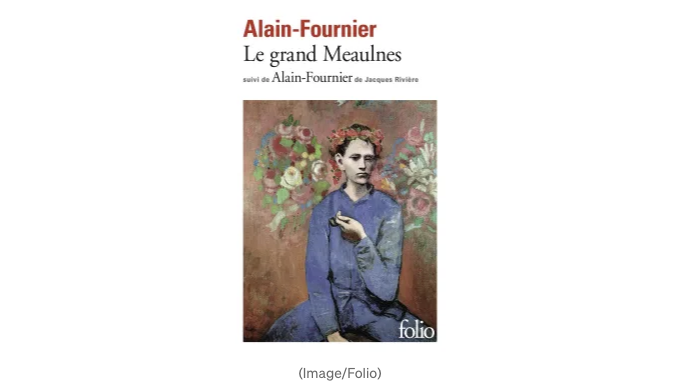 Alain-Fournier
Le grand Meaulnes
suivi de Alain-Fournier de Jacques Rivière
folio
(Image/Folio)